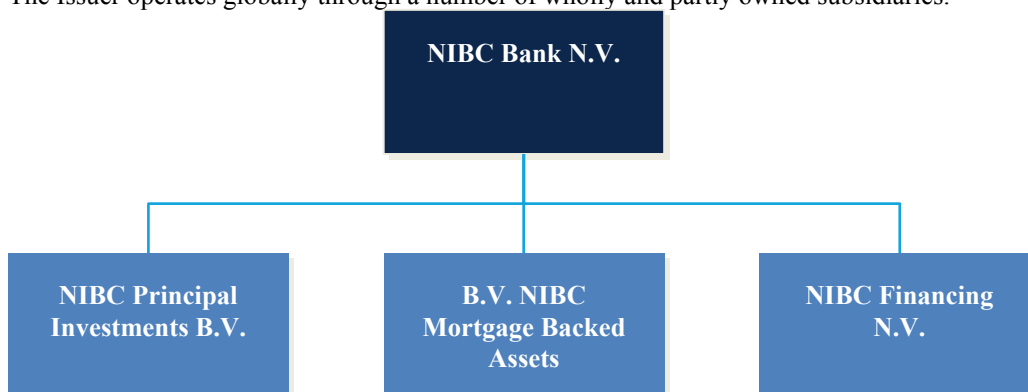 The Issuer operates globally through a number of wholly and partly owned subsidiaries.
NIBC Bank N.V.
NIBC Principal
Investments B.V.
B.V. NIBC
Mortgage Backed
Assets
NIBC Financing
N.V.